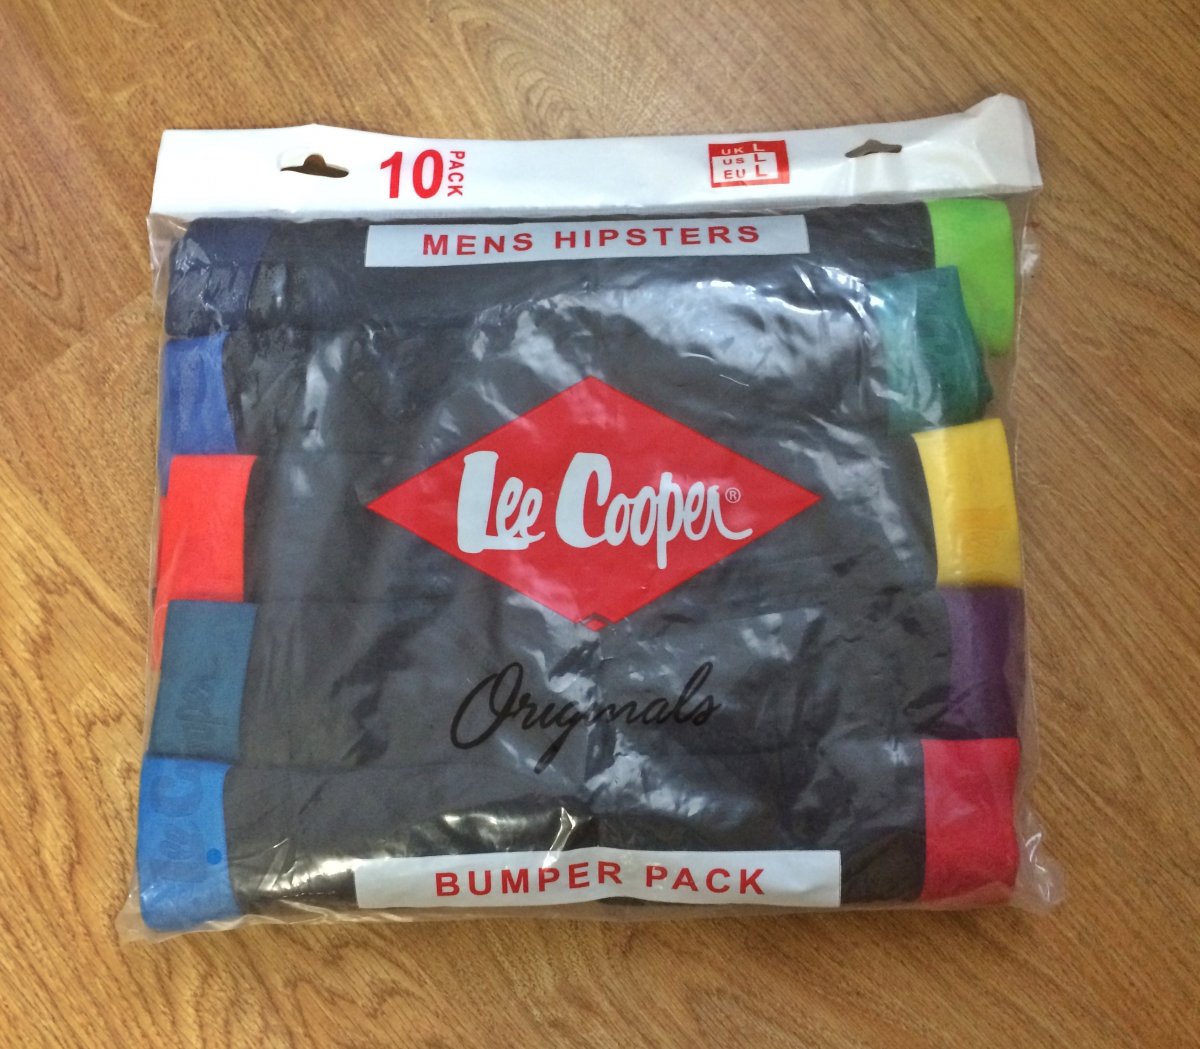 10 PACK
UK L
US L
EU L
MENS HIPSTERS
Lee Cooper®
Originals
BUMPER PACK